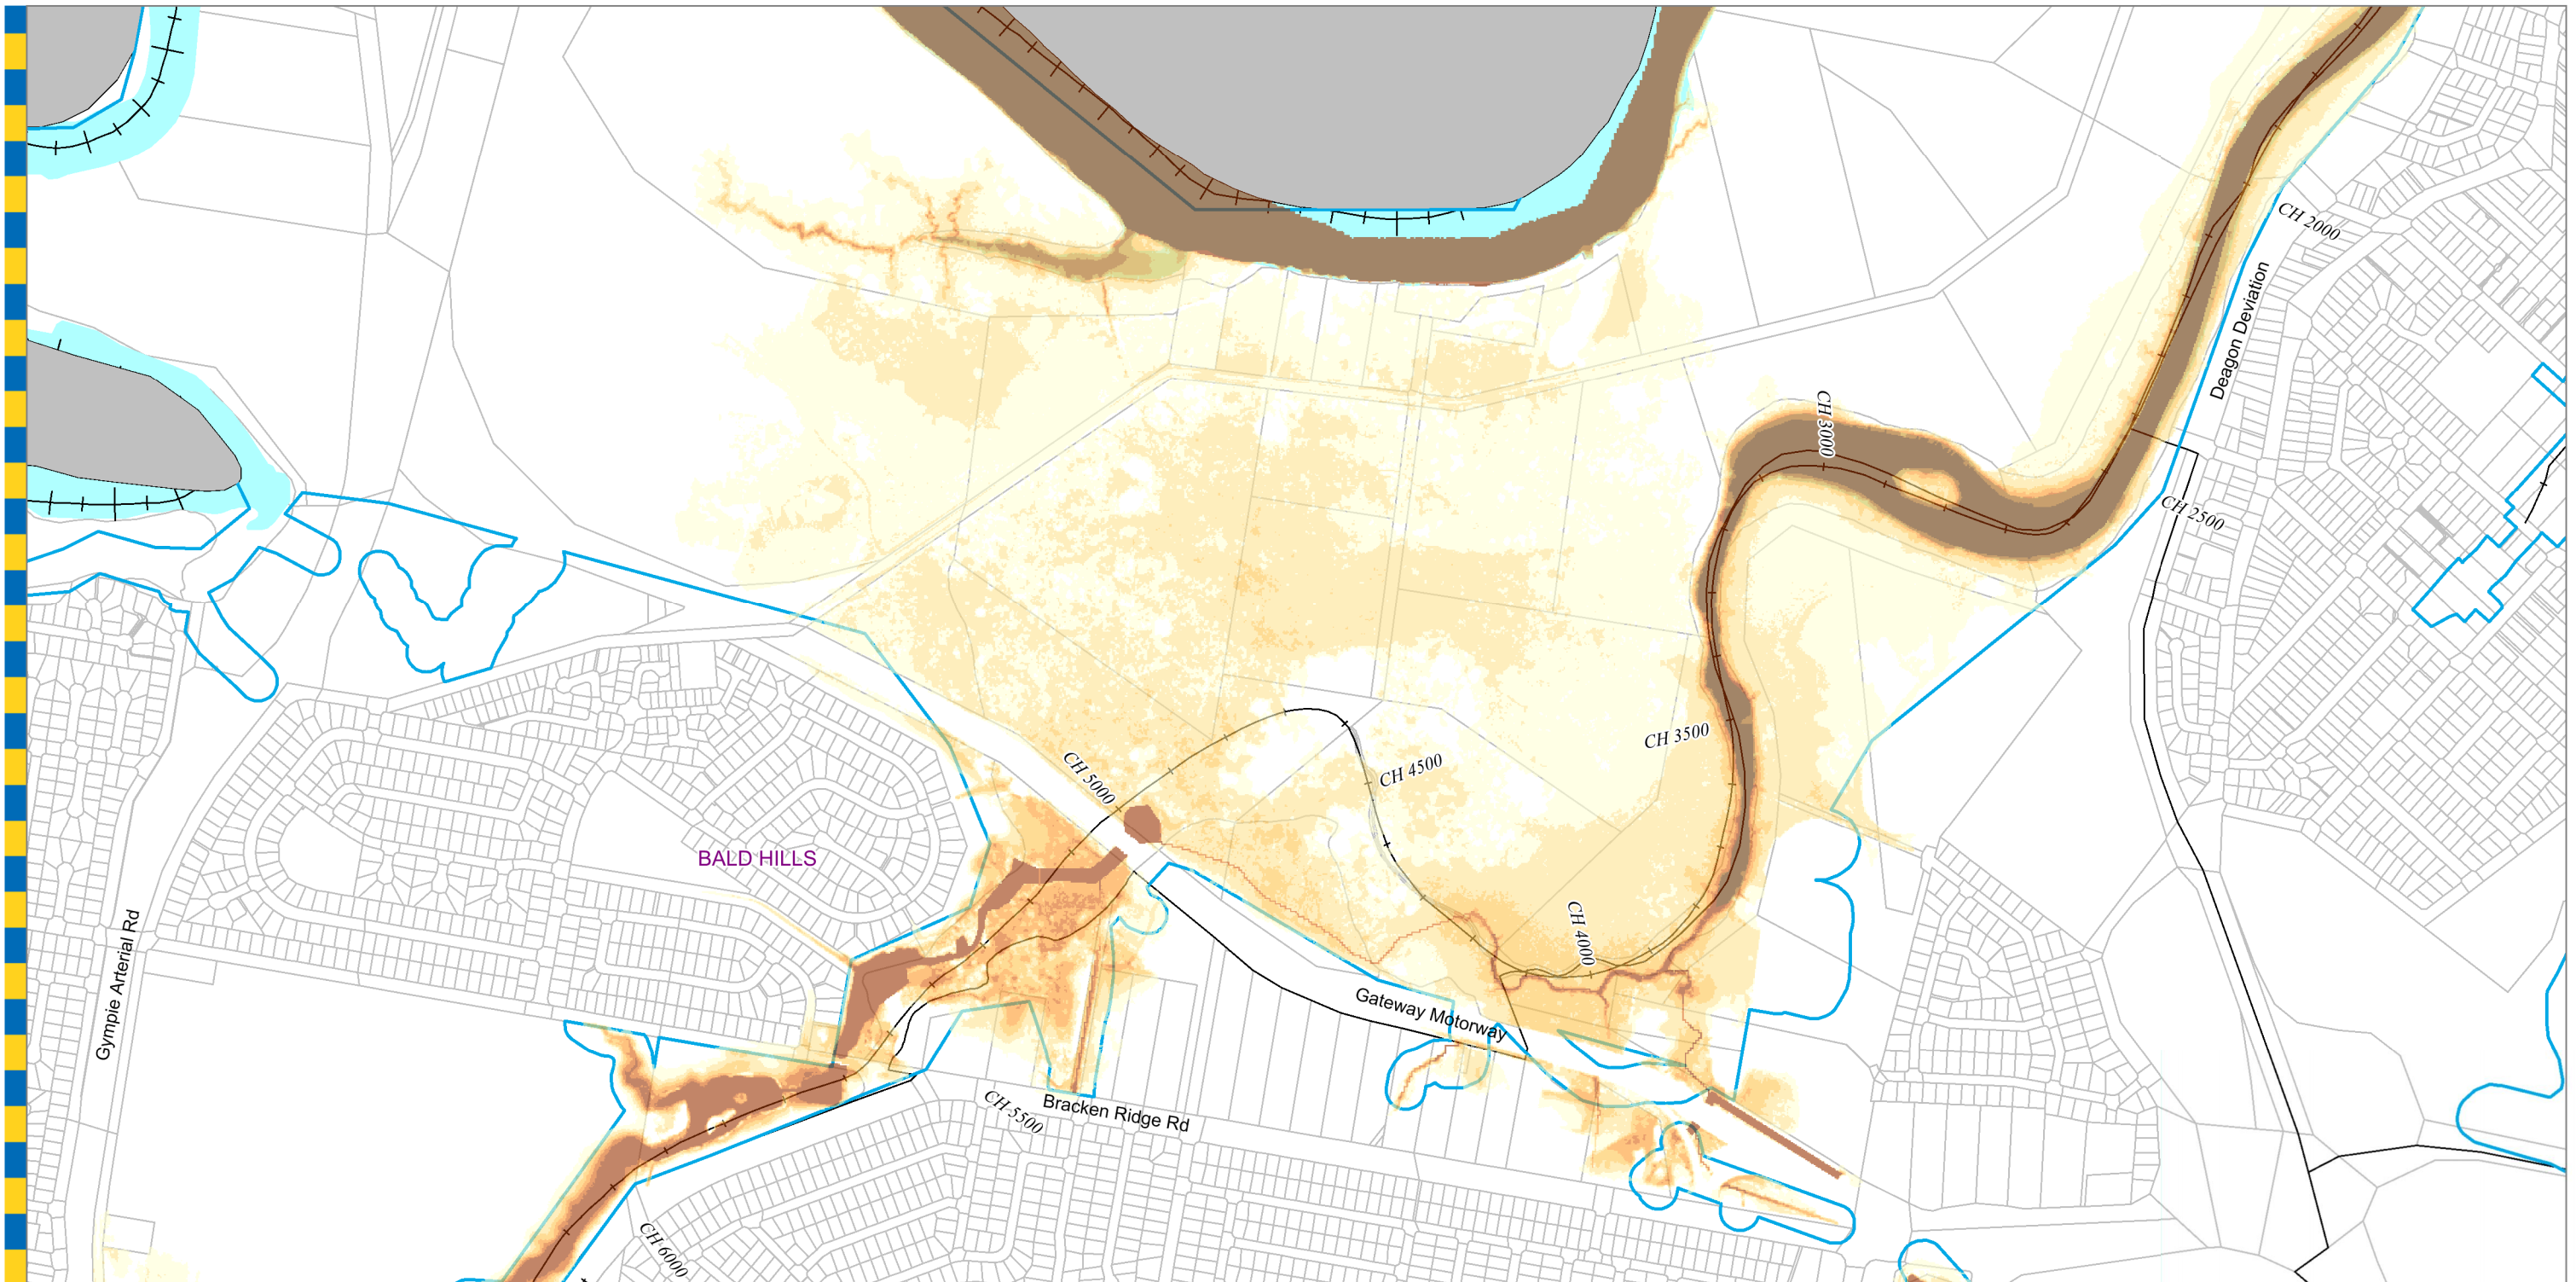 CH 2000
Deagon Deviation
CH 3000
CH 2500
CH 3500
CH 5000
CH 4500
BALD HILLS
CH 4000
Gympie Arterial Rd
Gateway Motorway
CH 5500
Bracken Ridge Rd
CH 6000